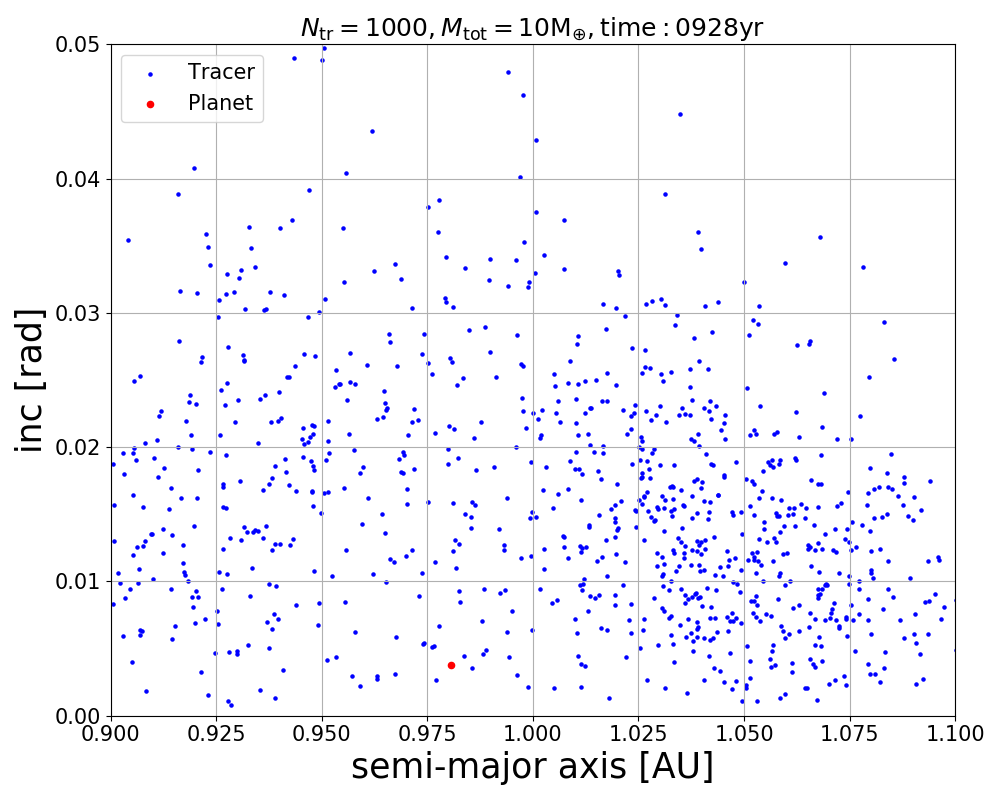 N_tr = 1000, M_tot = 10M_⊕, time : 0928yr
0.05
Tracer
Planet
0.04
0.03
0.02
0.01
0.00
inc [rad]
0.900 0.925 0.950 0.975 1.000 1.025 1.050 1.075 1.100
semi-major axis [AU]